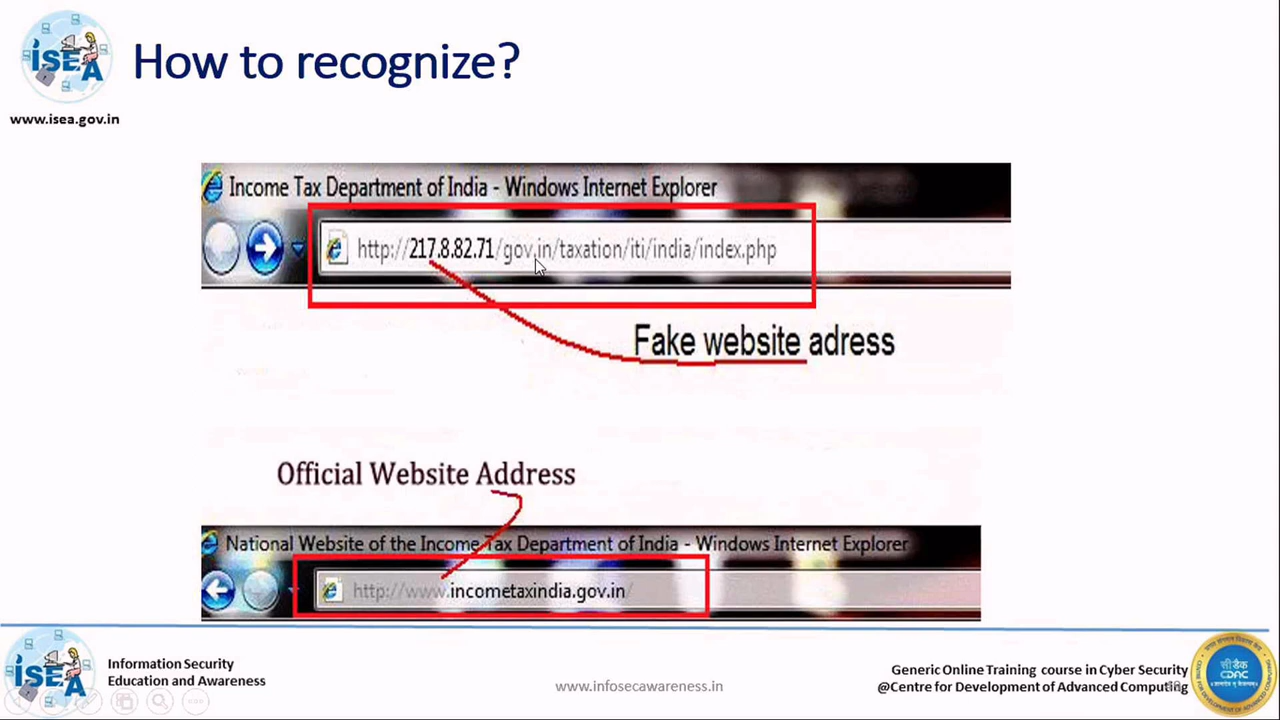 ISEA
How to recognize?
www.isea.gov.in
Income Tax Department of India - Windows Internet Explorer
http://217.8.82.71/gov.in/taxation/iti/india/index.php
Fake website adress
Official Website Address
National Website of the Income Tax Department of India - Windows Internet Explorer
http://www.incometaxindia.gov.in/
ISEA
Information Security
Education and Awareness
www.infosecawareness.in
Generic Online Training course in Cyber Security
@Centre for Development of Advanced Computing
सी डैक
CDAC